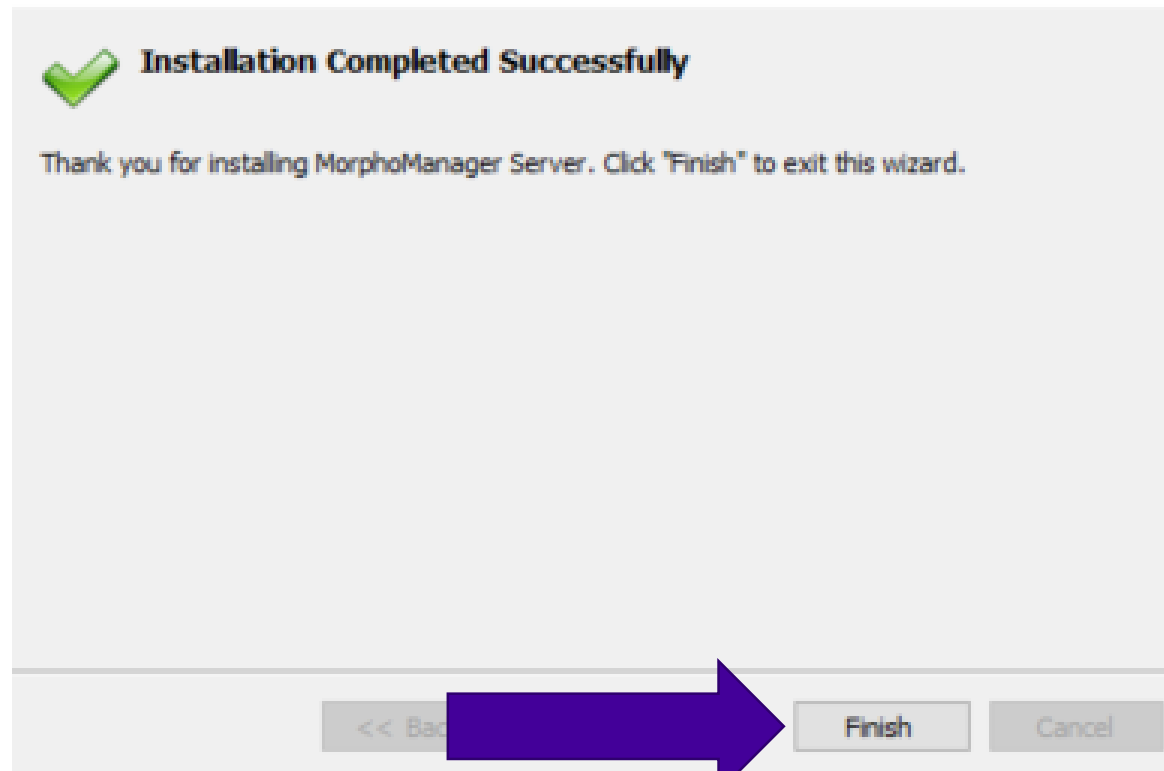 Installation Completed Successfully
Thank you for installing MorphoManager Server. Click "Finish" to exit this wizard.
<< Bac
Finish
Cancel